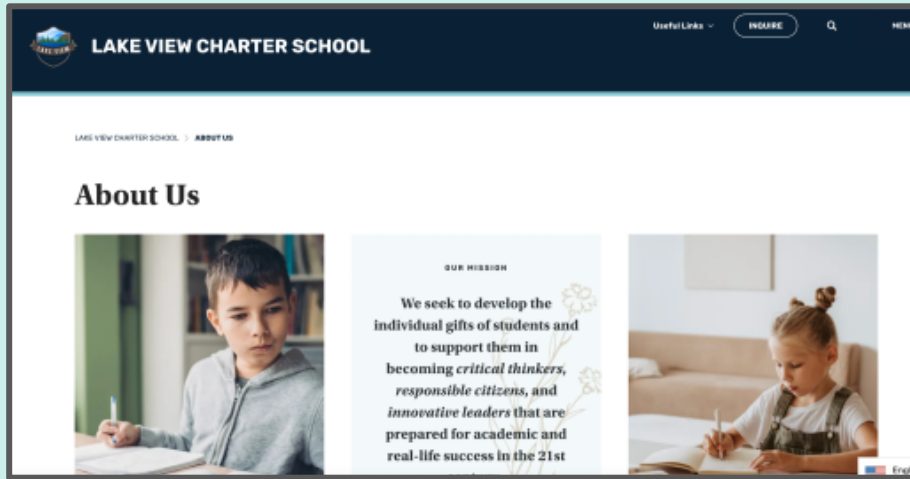 Useful Links
INQUIRE
LAKE VIEW
LAKE VIEW CHARTER SCHOOL
LAKE VIEW CHARTER SCHOOL > ABOUT US
About Us
OUR MISSION
We seek to develop the
individual gifts of students and
to support them in
becoming critical thinkers,
responsible citizens, and
innovative leaders that are
prepared for academic and
real-life success in the 21st